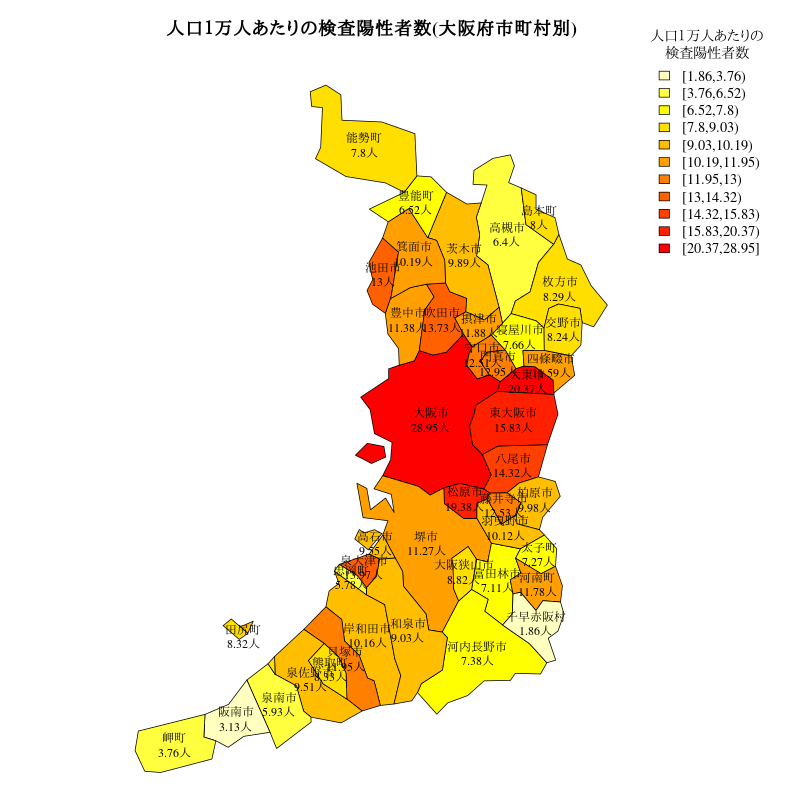 人口1万人あたりの検査陽性者数(大阪府市町村別)
人口1万人あたりの
検査陽性者数
[1.86,3.76)
[3.76,6.52)
[6.52,7.8)
[7.8,9.03)
[9.03,10.19)
[10.19,11.95)
[11.95,13)
[13,14.32)
[14.32,15.83)
[15.83,20.37)
[20.37,28.95]
能勢町
7.8人
豊能町
6.52人
島本町
8人
高槻市
6.4人
箕面市
10.19人
茨木市
9.89人
池田市
13人
枚方市
8.29人
豊中市
11.38人
吹田市
13.73人
摂津市
11.88人
寝屋川市
7.66人
交野市
8.24人
守口市
12.51人
門真市
12.95人
四條畷市
.59人
大東市
20.37人
大阪市
28.95人
東大阪市
15.83人
八尾市
14.32人
松原市
19.38人
藤井寺市
12.53人
柏原市
9.98人
羽曳野市
10.12人
高石市
9.55人
堺市
11.27人
太子町
7.27人
泉大津市
忠岡町
5.78人
大阪狭山市
8.82人
富田林市
7.11人
河南町
11.78人
千早赤阪村
1.86人
田尻町
8.32人
岸和田市
10.16人
和泉市
9.03人
河内長野市
7.38人
貝塚市
11.95人
熊取町
8.33人
泉佐野市
9.51人
泉南市
5.93人
阪南市
3.13人
岬町
3.76人